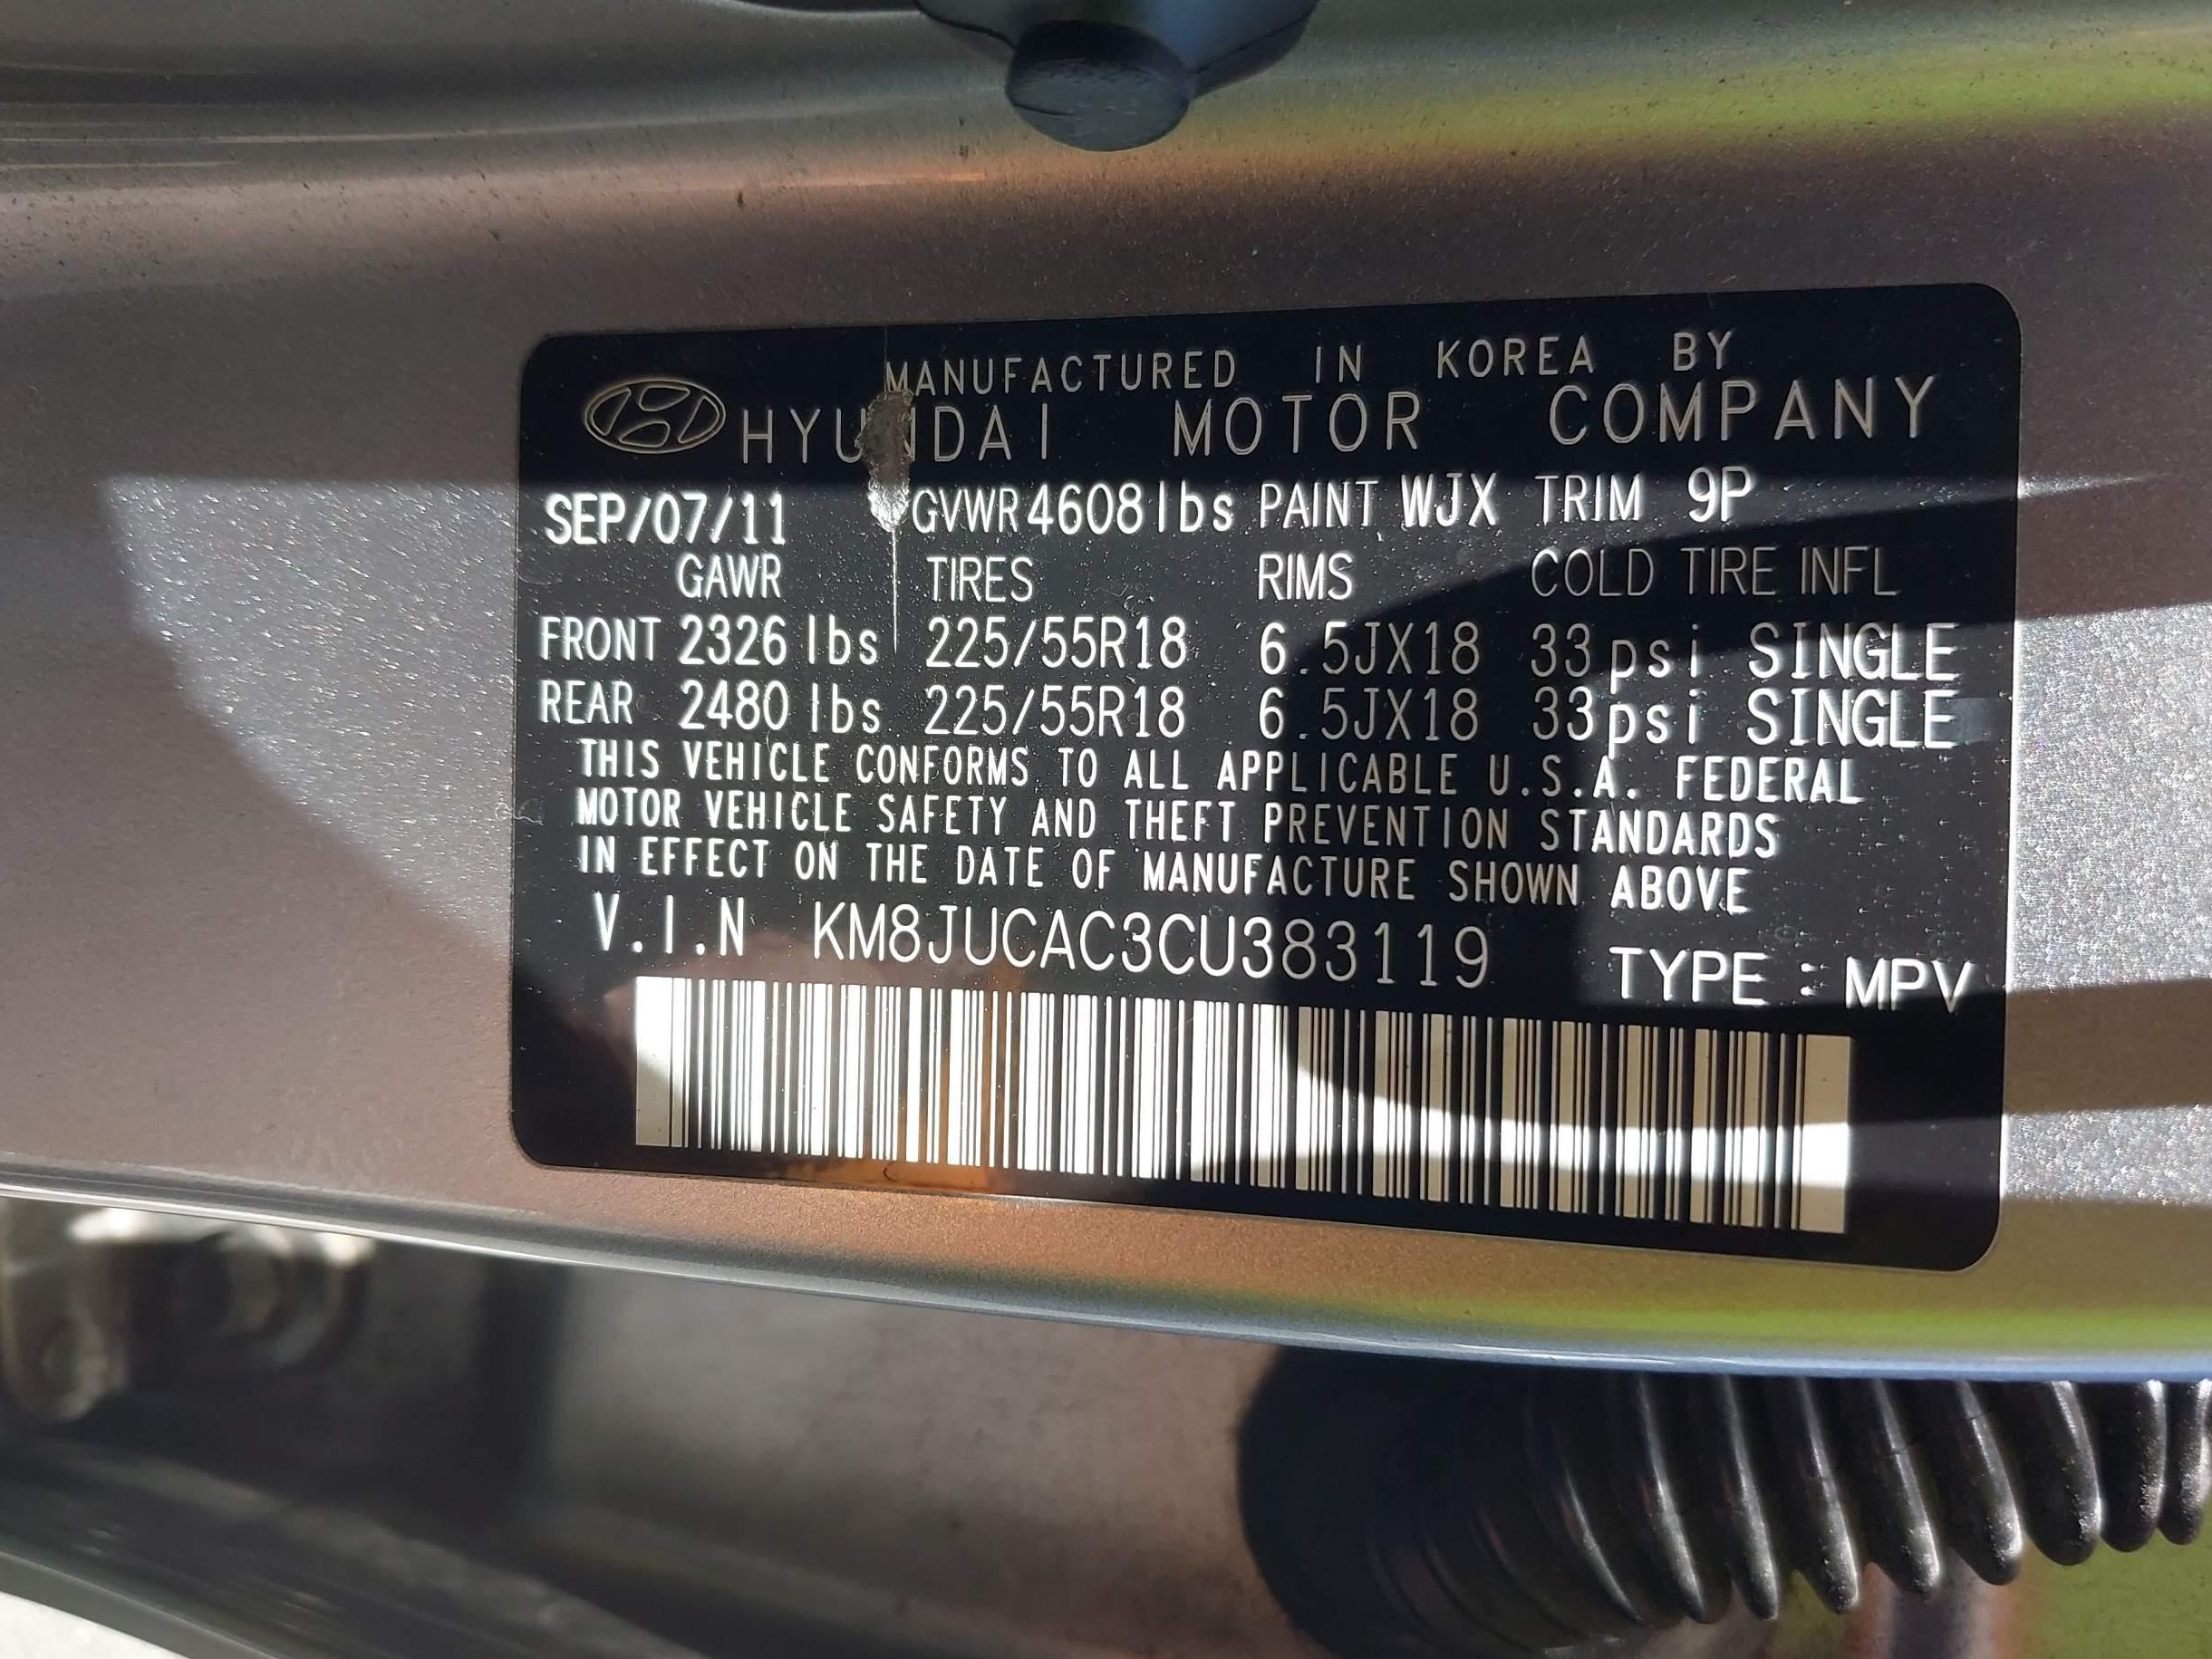 MANUFACTURED IN KOREA BY
HYUNDAI MOTOR COMPANY
SEP/07/11 GVWR 4608 lbs PAINT WJX TRIM 9P
GAWR TIRES RIMS COLD TIRE INFL
FRONT 2326 lbs 225/55R18 6.5JX18 33psi SINGLE
REAR 2480 lbs 225/55R18 6.5JX18 33psi SINGLE
THIS VEHICLE CONFORMS TO ALL APPLICABLE U.S.A. FEDERAL
MOTOR VEHICLE SAFETY AND THEFT PREVENTION STANDARDS
IN EFFECT ON THE DATE OF MANUFACTURE SHOWN ABOVE
V.I.N KM8JUCAC3CU383119 TYPE : MPV